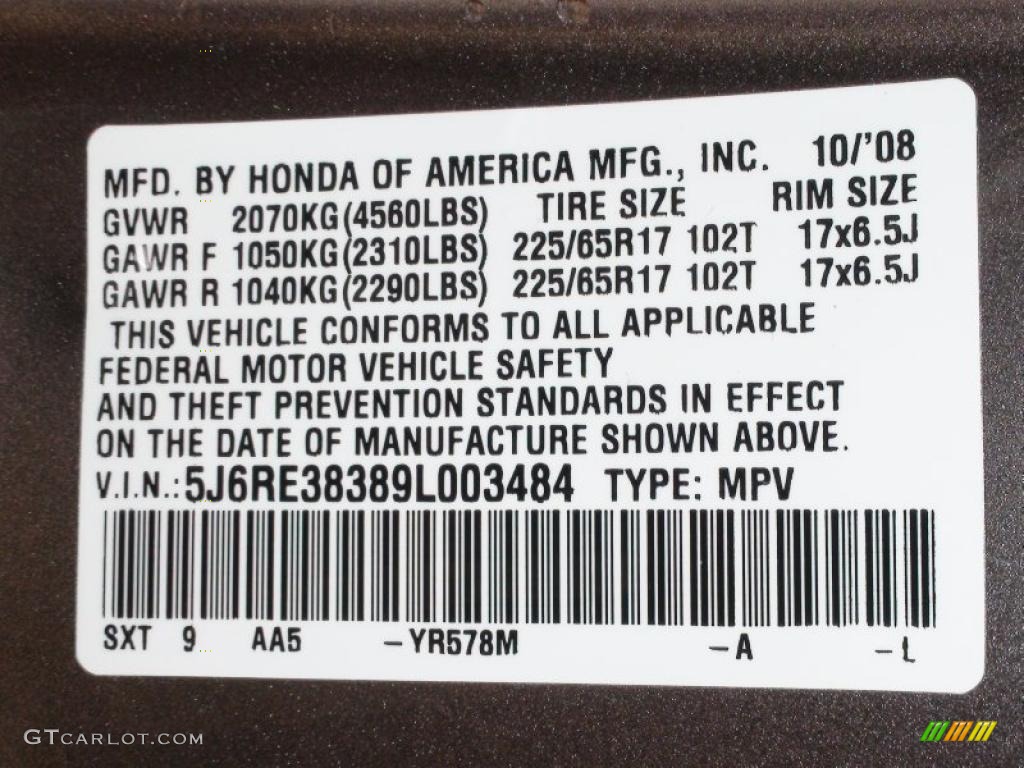 MFD. BY HONDA OF AMERICA MFG., INC. 10/'08
GVWR 2070KG(4560LBS) TIRE SIZE RIM SIZE
GAWR F 1050KG(2310LBS) 225/65R17 102T 17x6.5J
GAWR R 1040KG(2290LBS) 225/65R17 102T 17x6.5J
THIS VEHICLE CONFORMS TO ALL APPLICABLE
FEDERAL MOTOR VEHICLE SAFETY
AND THEFT PREVENTION STANDARDS IN EFFECT
ON THE DATE OF MANUFACTURE SHOWN ABOVE.
V.I.N.:5J6RE38389L003484 TYPE: MPV
SXT 9 AA5 -YR578M -A -L
GTCARLOT.COM